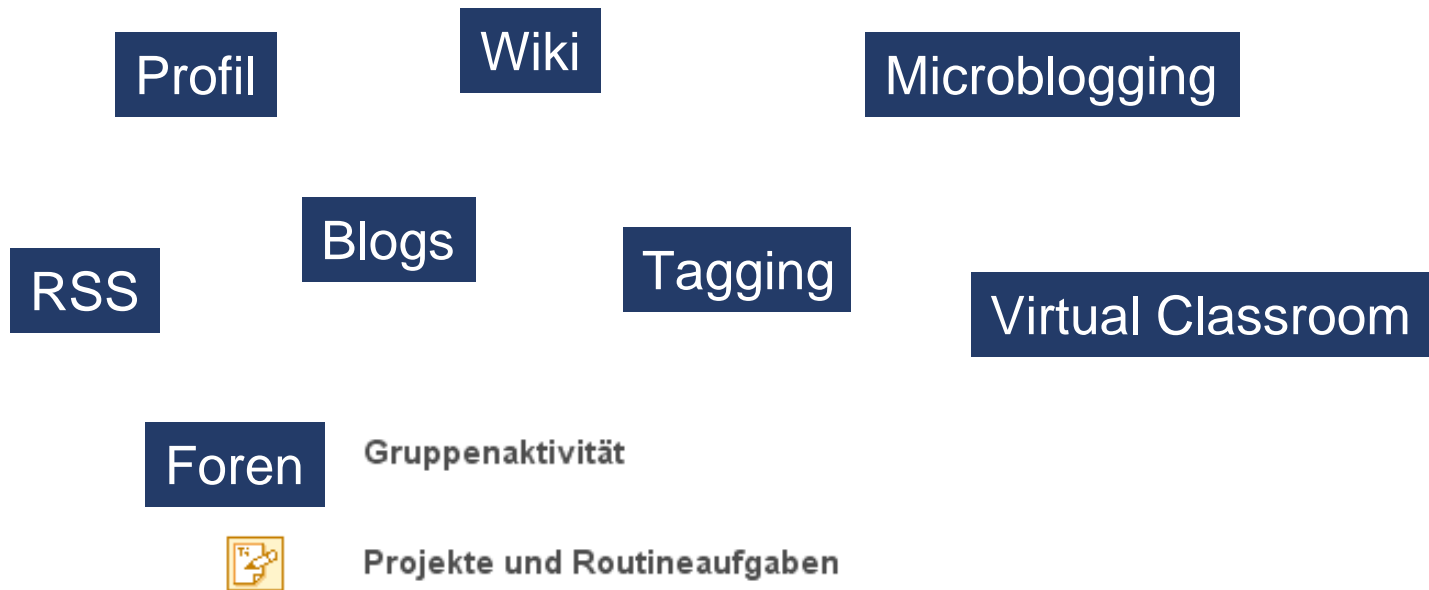 Profil
Wiki
Microblogging
Blogs
Tagging
RSS
Virtual Classroom
Foren
Gruppenaktivität
Projekte und Routineaufgaben